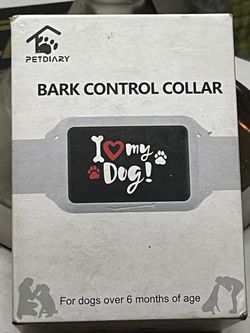 PETDIARY
BARK CONTROL COLLAR
I my
Dog!
For dogs over 6 months of age